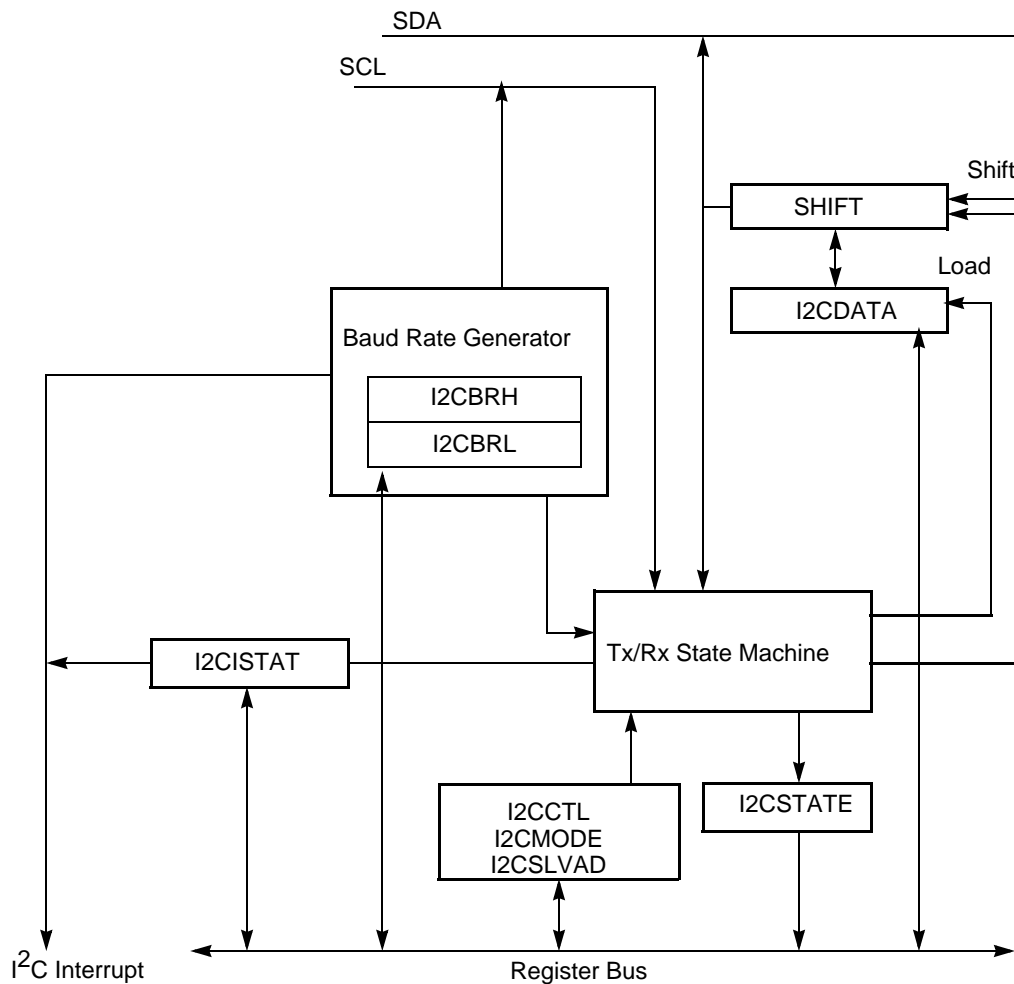 SDA
SCL
Shift
SHIFT
Load
I2CDATA
Baud Rate Generator
I2CBRH
I2CBRL
I2CISTAT
Tx/Rx State Machine
I2CCTL
I2CMODE
I2CSLVAD
I2CSTATE
I²C Interrupt
Register Bus